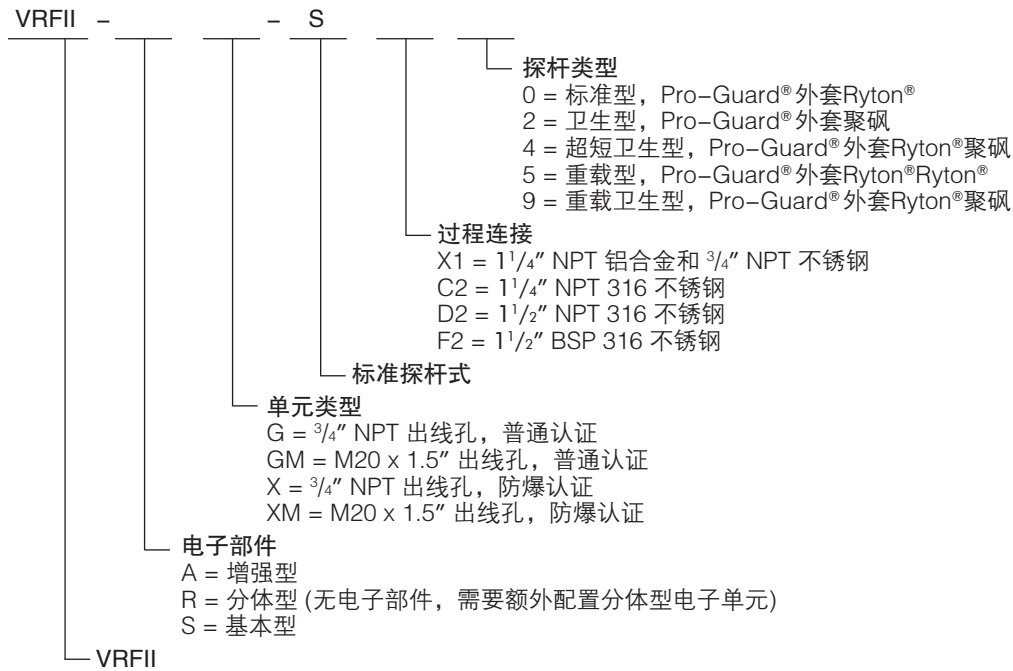 VRFII – – S
探杆类型
0 = 标准型，Pro–Guard®外套Ryton®
2 = 卫生型，Pro–Guard®外套聚砜
4 = 超短卫生型，Pro–Guard®外套Ryton®聚砜
5 = 重载型，Pro–Guard®外套Ryton®Ryton®
9 = 重载卫生型，Pro–Guard®外套Ryton®聚砜
过程连接
X1 = 1¹/₄″ NPT 铝合金和 ³/₄″ NPT 不锈钢
C2 = 1¹/₄″ NPT 316 不锈钢
D2 = 1¹/₂″ NPT 316 不锈钢
F2 = 1¹/₂″ BSP 316 不锈钢
标准探杆式
单元类型
G = ³/₄″ NPT 出线孔，普通认证
GM = M20 x 1.5″ 出线孔，普通认证
X = ³/₄″ NPT 出线孔，防爆认证
XM = M20 x 1.5″ 出线孔，防爆认证
电子部件
A = 增强型
R = 分体型 (无电子部件，需要额外配置分体型电子单元)
S = 基本型
VRFII